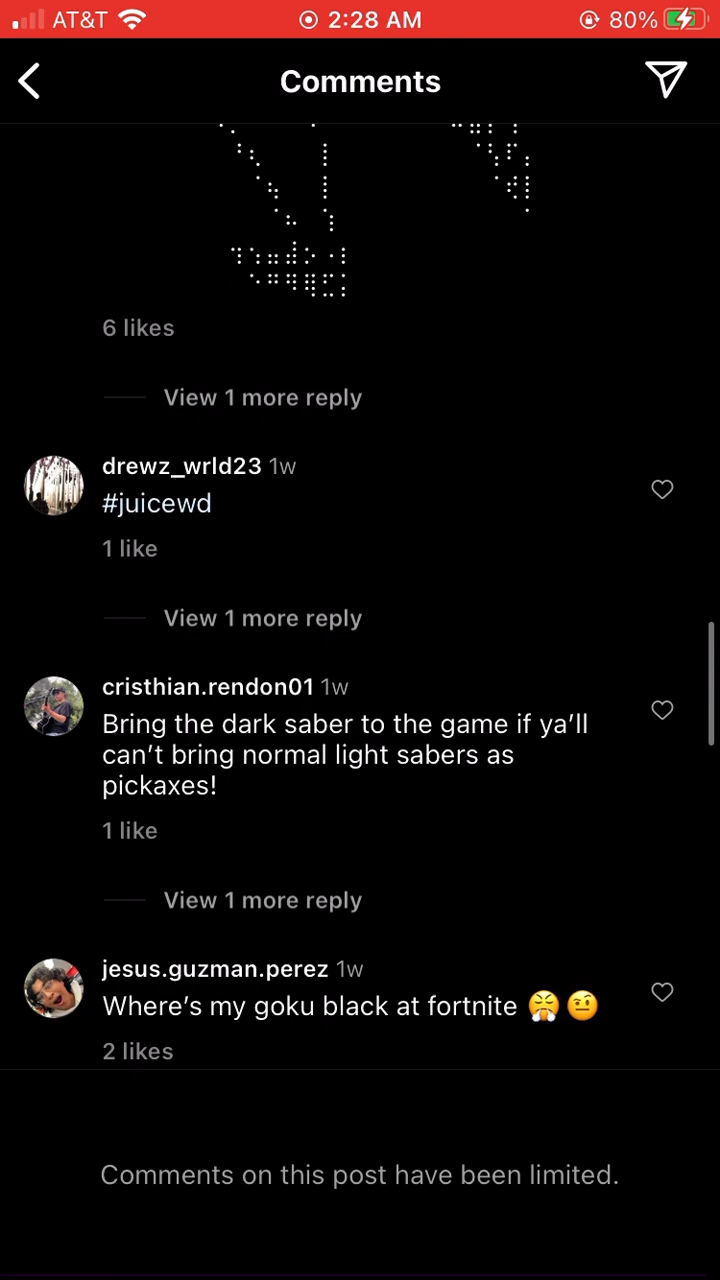 AT&T 2:28 AM 80%
Comments
6 likes
View 1 more reply
drewz_wrld23 1w
#juicewd
1 like
View 1 more reply
cristhian.rendon01 1w
Bring the dark saber to the game if ya’ll
can’t bring normal light sabers as
pickaxes!
1 like
View 1 more reply
jesus.guzman.perez 1w
Where’s my goku black at fortnite 😤 🤨
2 likes
Comments on this post have been limited.